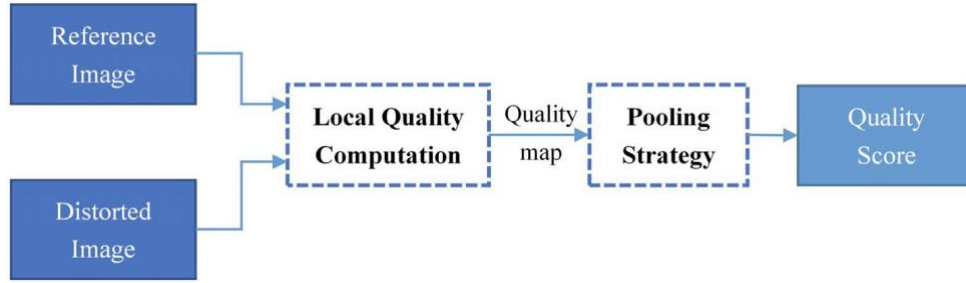 Reference
Image
Local Quality
Computation
Quality
map
Pooling
Strategy
Quality
Score
Distorted
Image